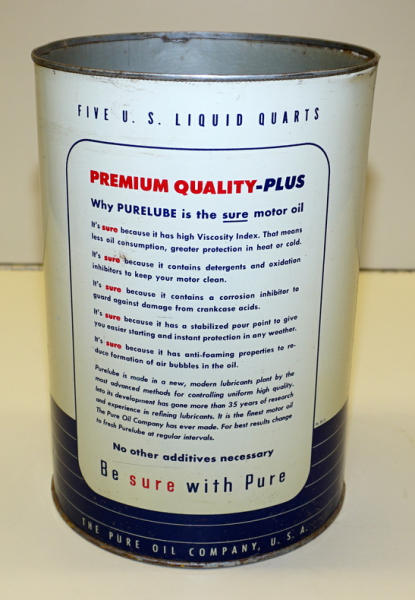 FIVE U. S. LIQUID QUARTS
PREMIUM QUALITY-PLUS
Why PURELUBE is the sure motor oil
It's sure because it has high Viscosity Index. That means
less oil consumption, greater protection in heat or cold.
It's sure because it contains detergents and oxidation
inhibitors to keep your motor clean.
It's sure because it contains a corrosion inhibitor to
guard against damage from crankcase acids.
It's sure because it has a stabilized pour point to give
you easier starting and instant protection in any weather.
It's sure because it has anti-foaming properties to re-
duce formation of air bubbles in the oil.
Purelube is made in a new, modern lubricants plant by the
most advanced methods for controlling uniform high quality.
Into its development has gone more than 35 years of research
and experience in refining lubricants. It is the finest motor oil
The Pure Oil Company has ever made. For best results change
to fresh Purelube at regular intervals.
No other additives necessary
Be sure with Pure
THE PURE OIL COMPANY, U. S. A.